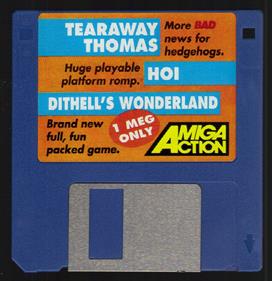 TEARAWAY THOMAS
More BAD news for hedgehogs.
Huge playable platform romp.
HOI
DITHELL'S WONDERLAND
Brand new full, fun packed game.
1 MEG ONLY
AMIGA ACTION